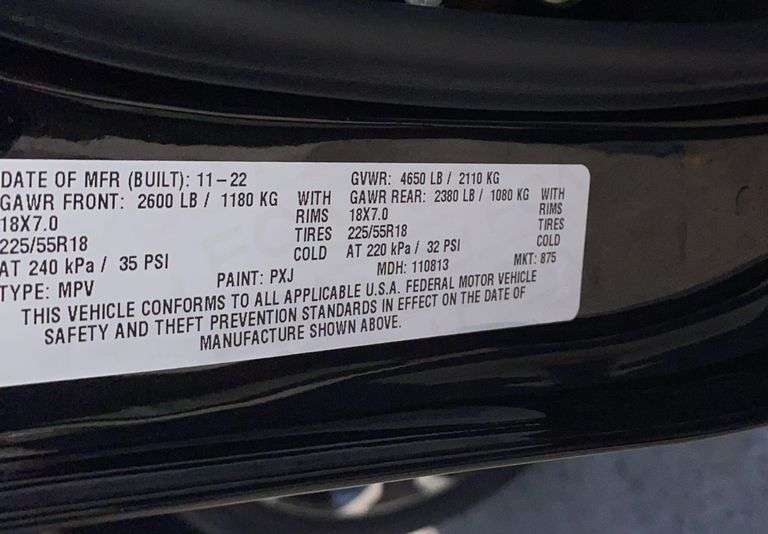 DATE OF MFR (BUILT): 11-22 GVWR: 4650 LB / 2110 KG
GAWR FRONT: 2600 LB / 1180 KG WITH GAWR REAR: 2380 LB / 1080 KG WITH
18X7.0 RIMS 18X7.0 RIMS
225/55R18 TIRES 225/55R18 TIRES
AT 240 kPa / 35 PSI COLD AT 220 kPa / 32 PSI COLD
TYPE: MPV PAINT: PXJ MDH: 110813 MKT: 875
THIS VEHICLE CONFORMS TO ALL APPLICABLE U.S.A. FEDERAL MOTOR VEHICLE
SAFETY AND THEFT PREVENTION STANDARDS IN EFFECT ON THE DATE OF
MANUFACTURE SHOWN ABOVE.